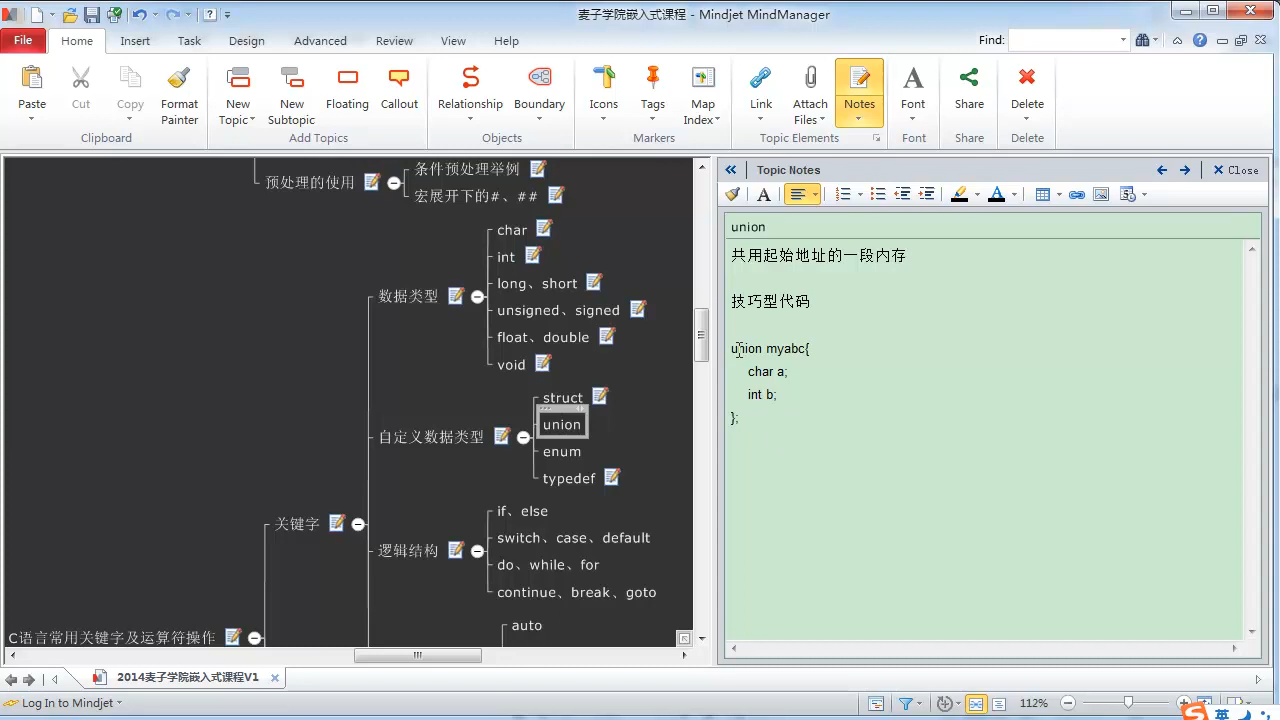 麦子学院嵌入式课程 - Mindjet MindManager
File Home Insert Task Design Advanced Review View Help Find:
Paste Cut Copy Format Painter New Topic New Subtopic Floating Callout Relationship Boundary Icons Tags Map Index Link Attach Files Notes Font Share Delete
Clipboard Add Topics Objects Markers Topic Elements Font Share Delete
条件预处理举例
预处理的使用
宏展开下的#、##
char
int
数据类型
long、short
unsigned、signed
float、double
void
struct
union
自定义数据类型
enum
typedef
关键字
if、else
switch、case、default
逻辑结构
do、while、for
continue、break、goto
auto
C语言常用关键字及运算符操作
Topic Notes Close
union
共用起始地址的一段内存
技巧型代码
union myabc{
char a;
int b;
};
2014麦子学院嵌入式课程V1
Log In to Mindjet 112%
英